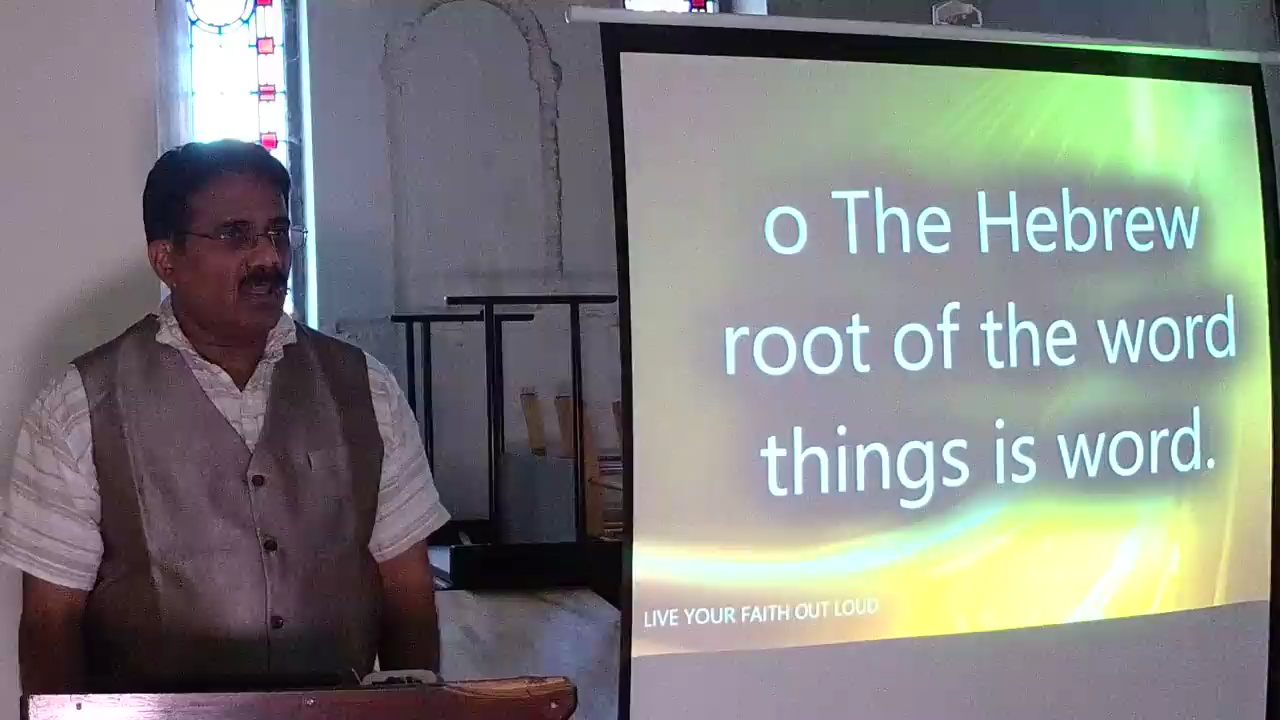 o The Hebrew
root of the word
things is word.
LIVE YOUR FAITH OUT LOUD